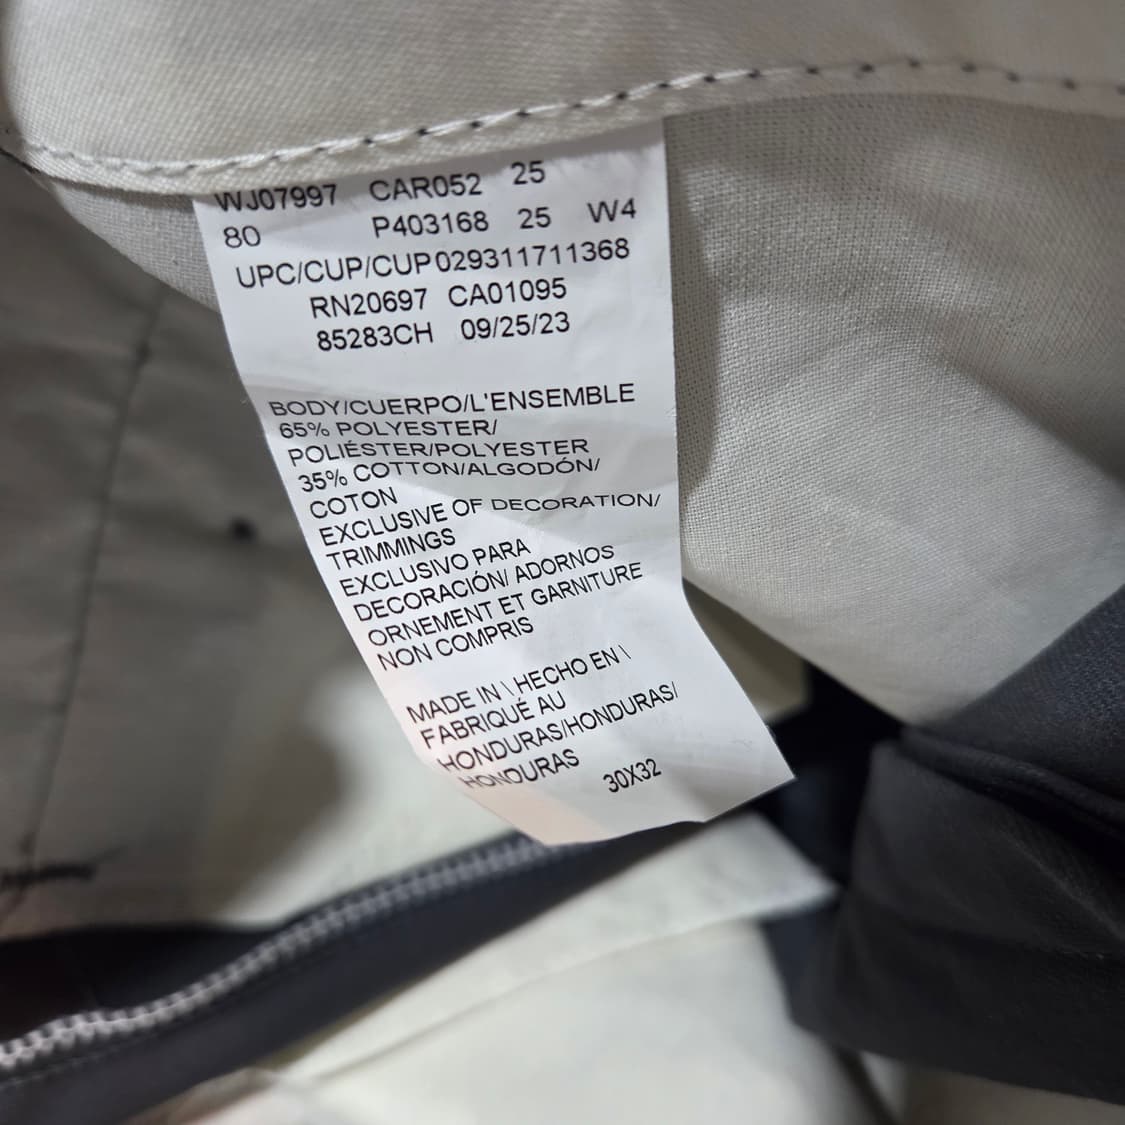 WJ07997 CAR052 25
80 P403168 25 W4
UPC/CUP/CUP029311711368
RN20697 CA01095
85283CH 09/25/23
BODY/CUERPO/L'ENSEMBLE
65% POLYESTER/
POLIÉSTER/POLYESTER
35% COTTON/ALGODÓN/
COTON
EXCLUSIVE OF DECORATION/
TRIMMINGS
EXCLUSIVO PARA
DECORACIÓN/ ADORNOS
ORNEMENT ET GARNITURE
NON COMPRIS
MADE IN \ HECHO EN \
FABRIQUÉ AU
HONDURAS/HONDURAS/
HONDURAS
30X32